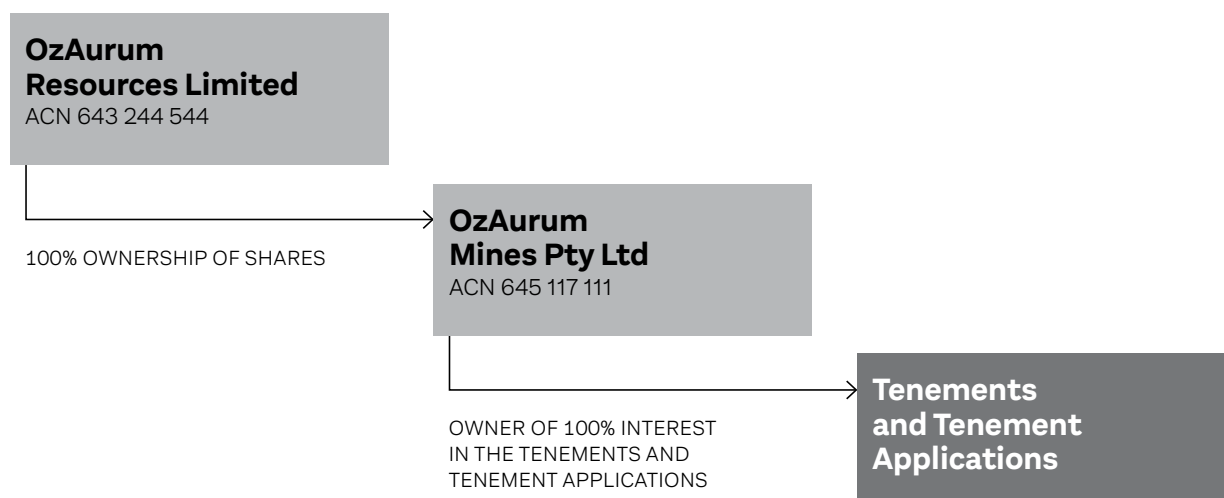 OzAurum
Resources Limited
ACN 643 244 544
100% OWNERSHIP OF SHARES
OzAurum
Mines Pty Ltd
ACN 645 117 111
OWNER OF 100% INTEREST
IN THE TENEMENTS AND
TENEMENT APPLICATIONS
Tenements
and Tenement
Applications